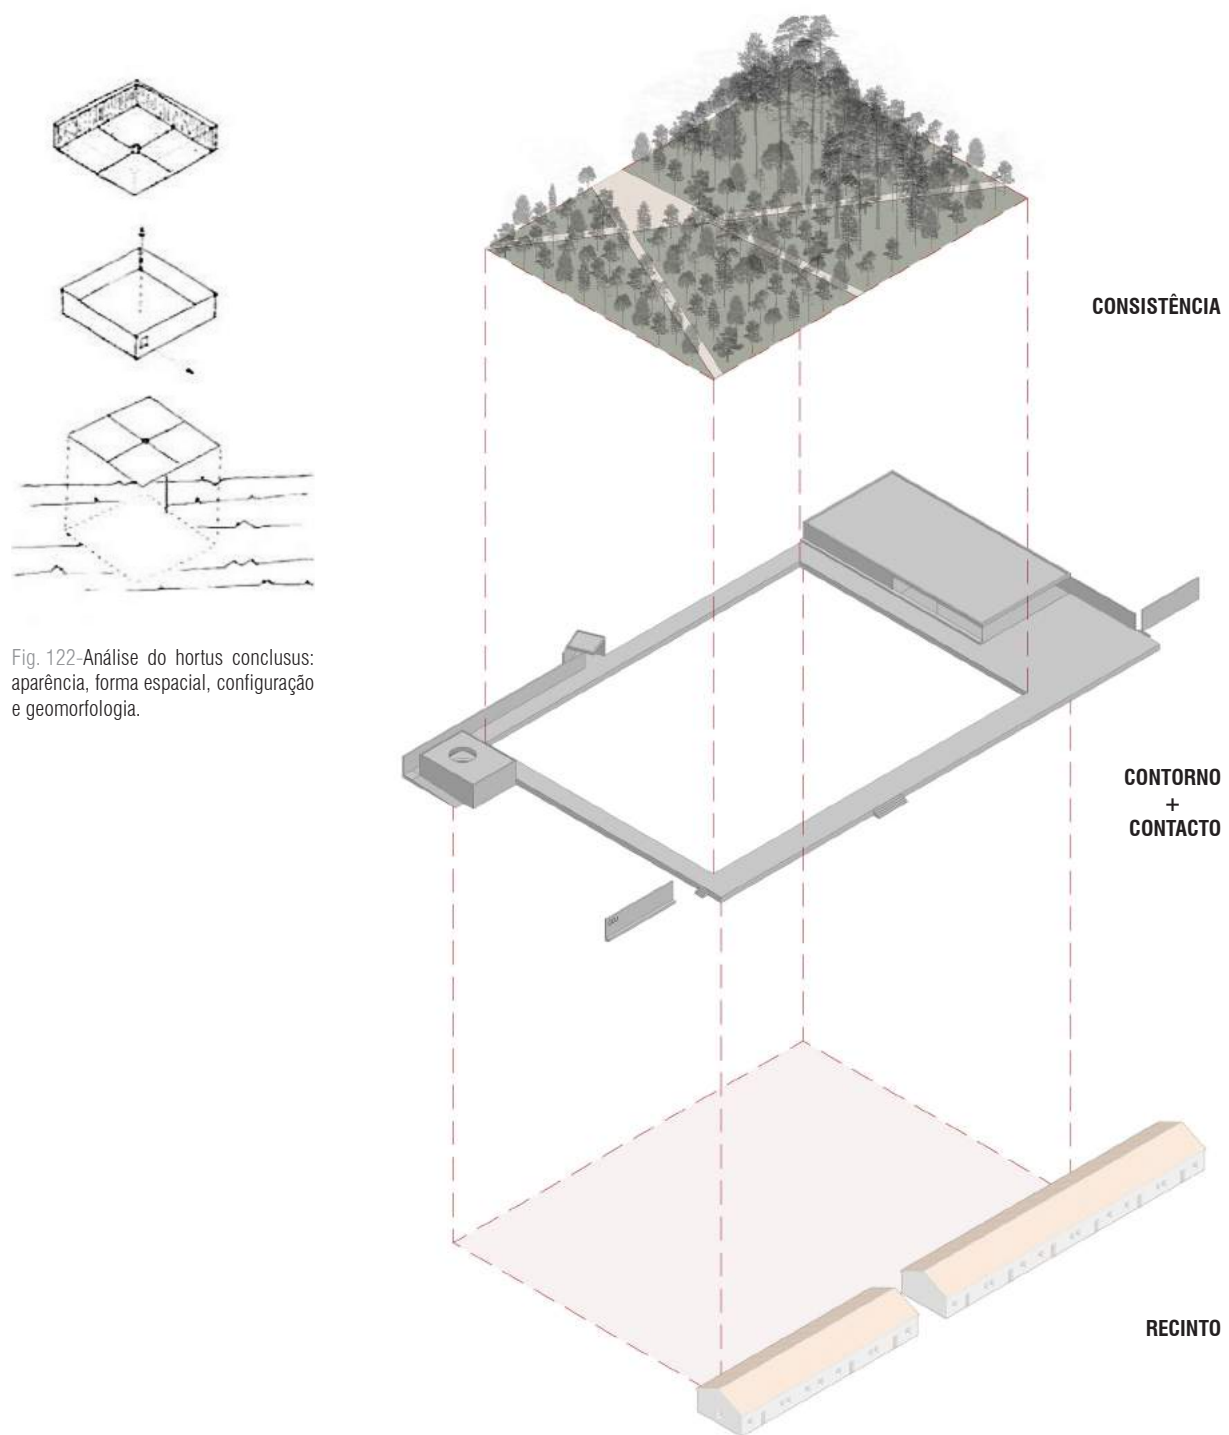 CONSISTÊNCIA
Fig. 122-Análise do hortus conclusus:
aparência, forma espacial, configuração
e geomorfologia.
CONTORNO
+
CONTACTO
RECINTO